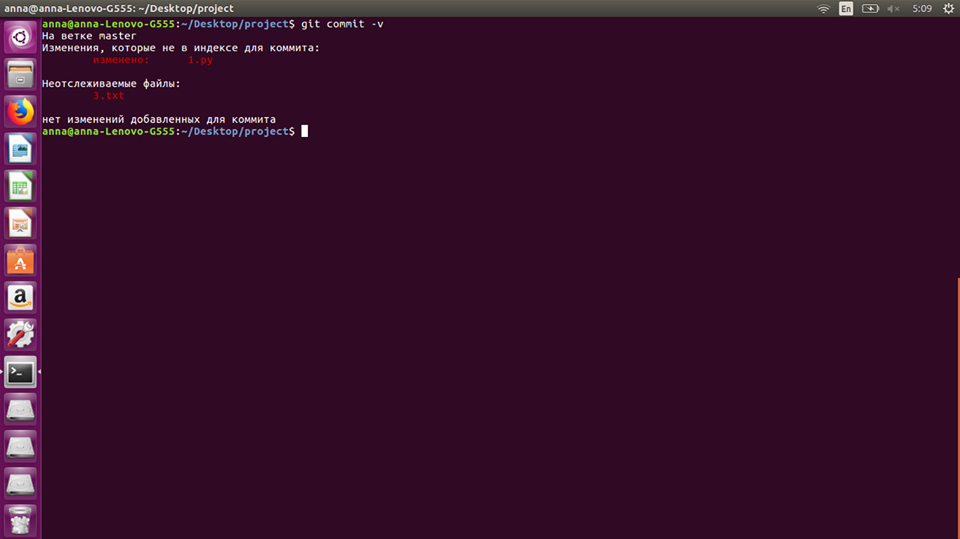 anna@anna-Lenovo-G555: ~/Desktop/project
En
5:09
anna@anna-Lenovo-G555:~/Desktop/project$ git commit -v
На ветке master
Изменения, которые не в индексе для коммита:
изменено: 1.py
Неотслеживаемые файлы:
3.txt
нет изменений добавленных для коммита
anna@anna-Lenovo-G555:~/Desktop/project$